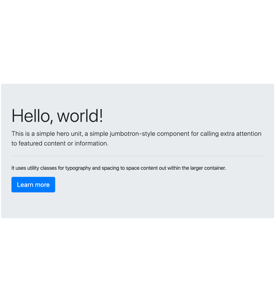 Hello, world!
This is a simple hero unit, a simple jumbotron-style component for calling extra attention
to featured content or information.
It uses utility classes for typography and spacing to space content out within the larger container.
Learn more